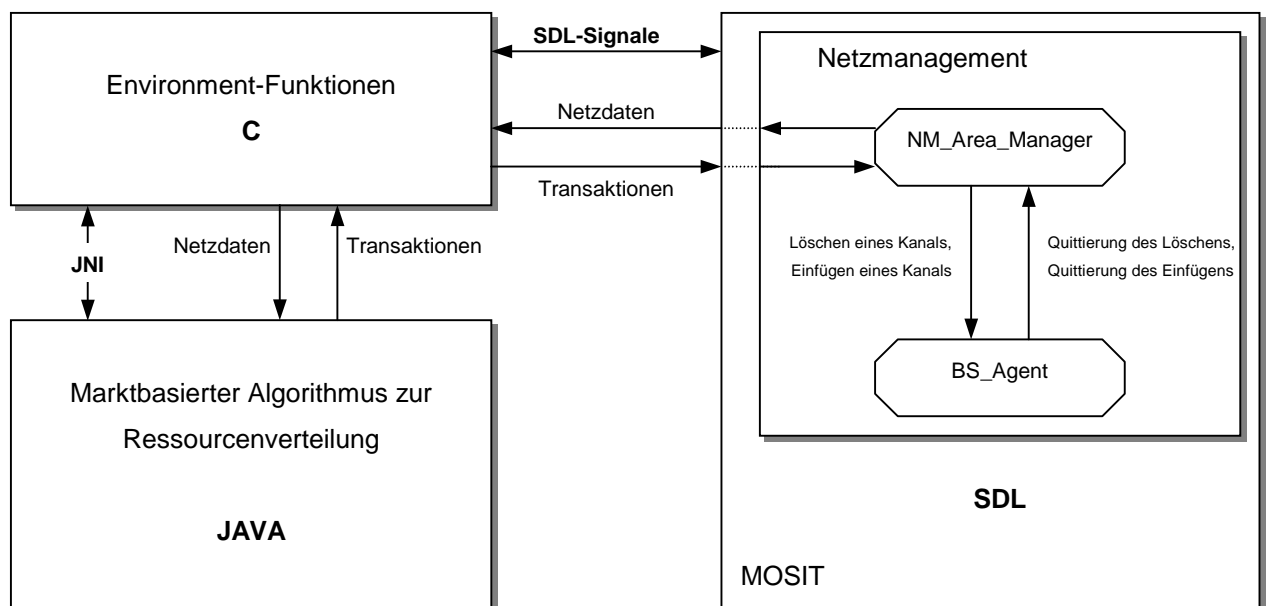 SDL-Signale
Environment-Funktionen
C
Netzmanagement
Netzdaten
NM_Area_Manager
Transaktionen
Netzdaten
Transaktionen
JNI
Löschen eines Kanals,
Einfügen eines Kanals
Quittierung des Löschens,
Quittierung des Einfügens
BS_Agent
Marktbasierter Algorithmus zur
Ressourcenverteilung
JAVA
SDL
MOSIT